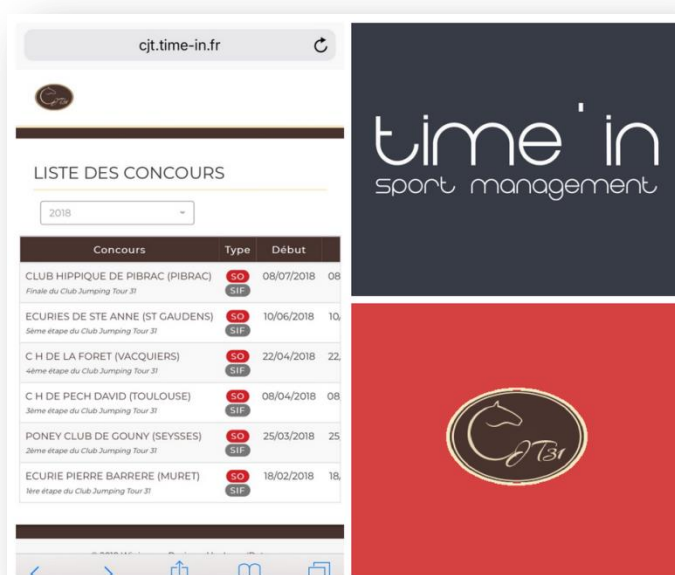 cjt.time-in.fr
LISTE DES CONCOURS
2018
Concours Type Début
CLUB HIPPIQUE DE PIBRAC (PIBRAC) SO 08/07/2018 08
Finale du Club Jumping Tour 31 SIF
ECURIES DE STE ANNE (ST GAUDENS) SO 10/06/2018 10/
5ème étape du Club Jumping Tour 31 SIF
C H DE LA FORET (VACQUIERS) SO 22/04/2018 22/
4ème étape du Club Jumping Tour 31 SIF
C H DE PECH DAVID (TOULOUSE) SO 08/04/2018 08
3ème étape du Club Jumping Tour 31 SIF
PONEY CLUB DE GOUNY (SEYSSES) SO 25/03/2018 25
2ème étape du Club Jumping Tour 31 SIF
ECURIE PIERRE BARRERE (MURET) SO 18/02/2018 18/
1ère étape du Club Jumping Tour 31 SIF
time'in
sport management
CJT31